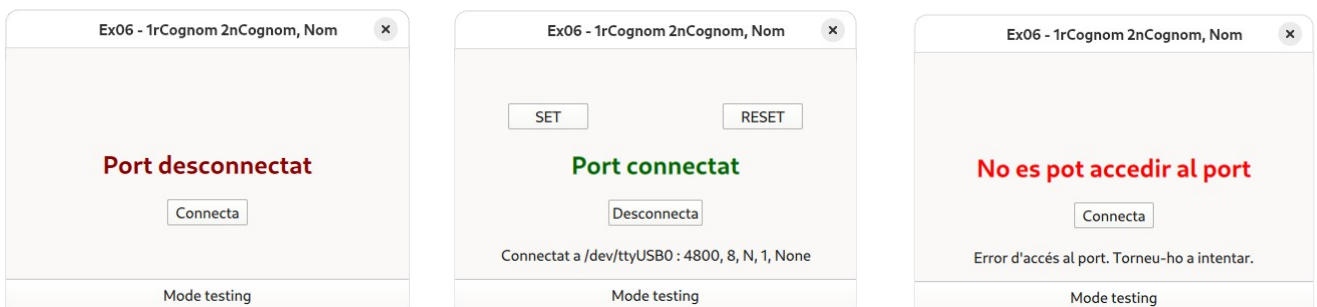 Ex06 - 1rCognom 2nCognom, Nom ×
Port desconnectat
Connecta
Mode testing
Ex06 - 1rCognom 2nCognom, Nom ×
SET RESET
Port connectat
Desconnecta
Connectat a /dev/ttyUSB0 : 4800, 8, N, 1, None
Mode testing
Ex06 - 1rCognom 2nCognom, Nom ×
No es pot accedir al port
Connecta
Error d'accés al port. Torneu-ho a intentar.
Mode testing